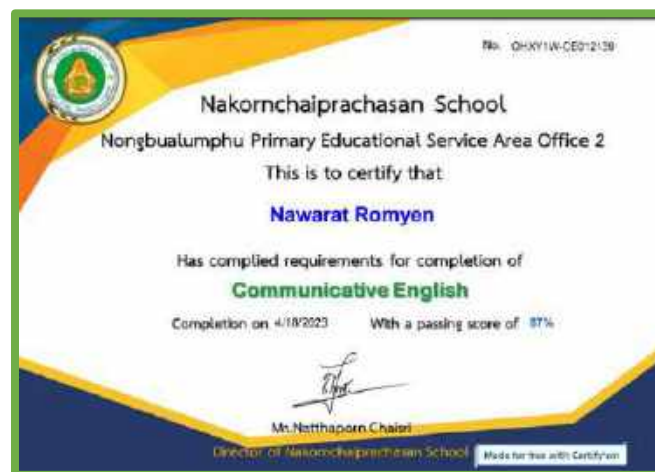 No. OHXY1W-CE012139
Nakornchaiprachasan School
Nongbualumphu Primary Educational Service Area Office 2
This is to certify that
Nawarat Romyen
Has complied requirements for completion of
Communicative English
Completion on 4/18/2023 With a passing score of 87%
Mr.Natthaporn Chaisri
Director of Nakornchaiprachasan School
Made for free with Certify'em